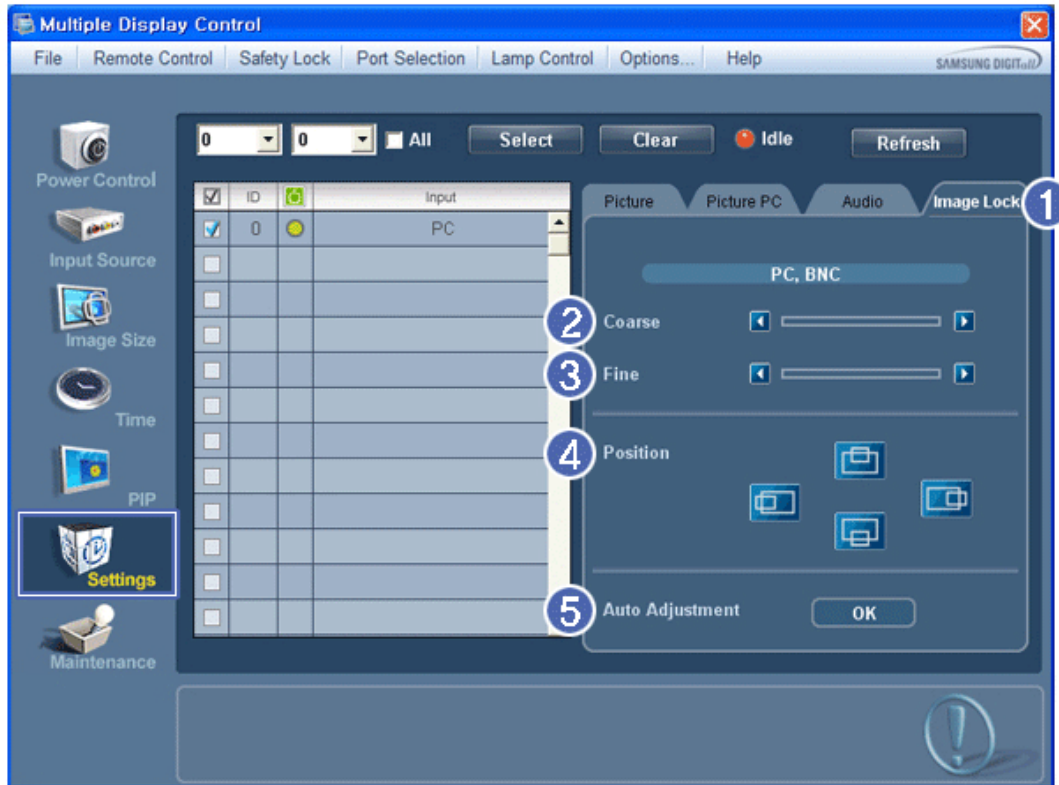 Multiple Display Control
File Remote Control Safety Lock Port Selection Lamp Control Options... Help SAMSUNG DIGITall
0 0 All Select Clear Idle Refresh
Power Control
Input Source
Image Size
Time
PIP
Settings
Maintenance
ID Input
0 PC
Picture Picture PC Audio Image Lock 1
PC, BNC
2 Coarse
3 Fine
4 Position
5 Auto Adjustment OK